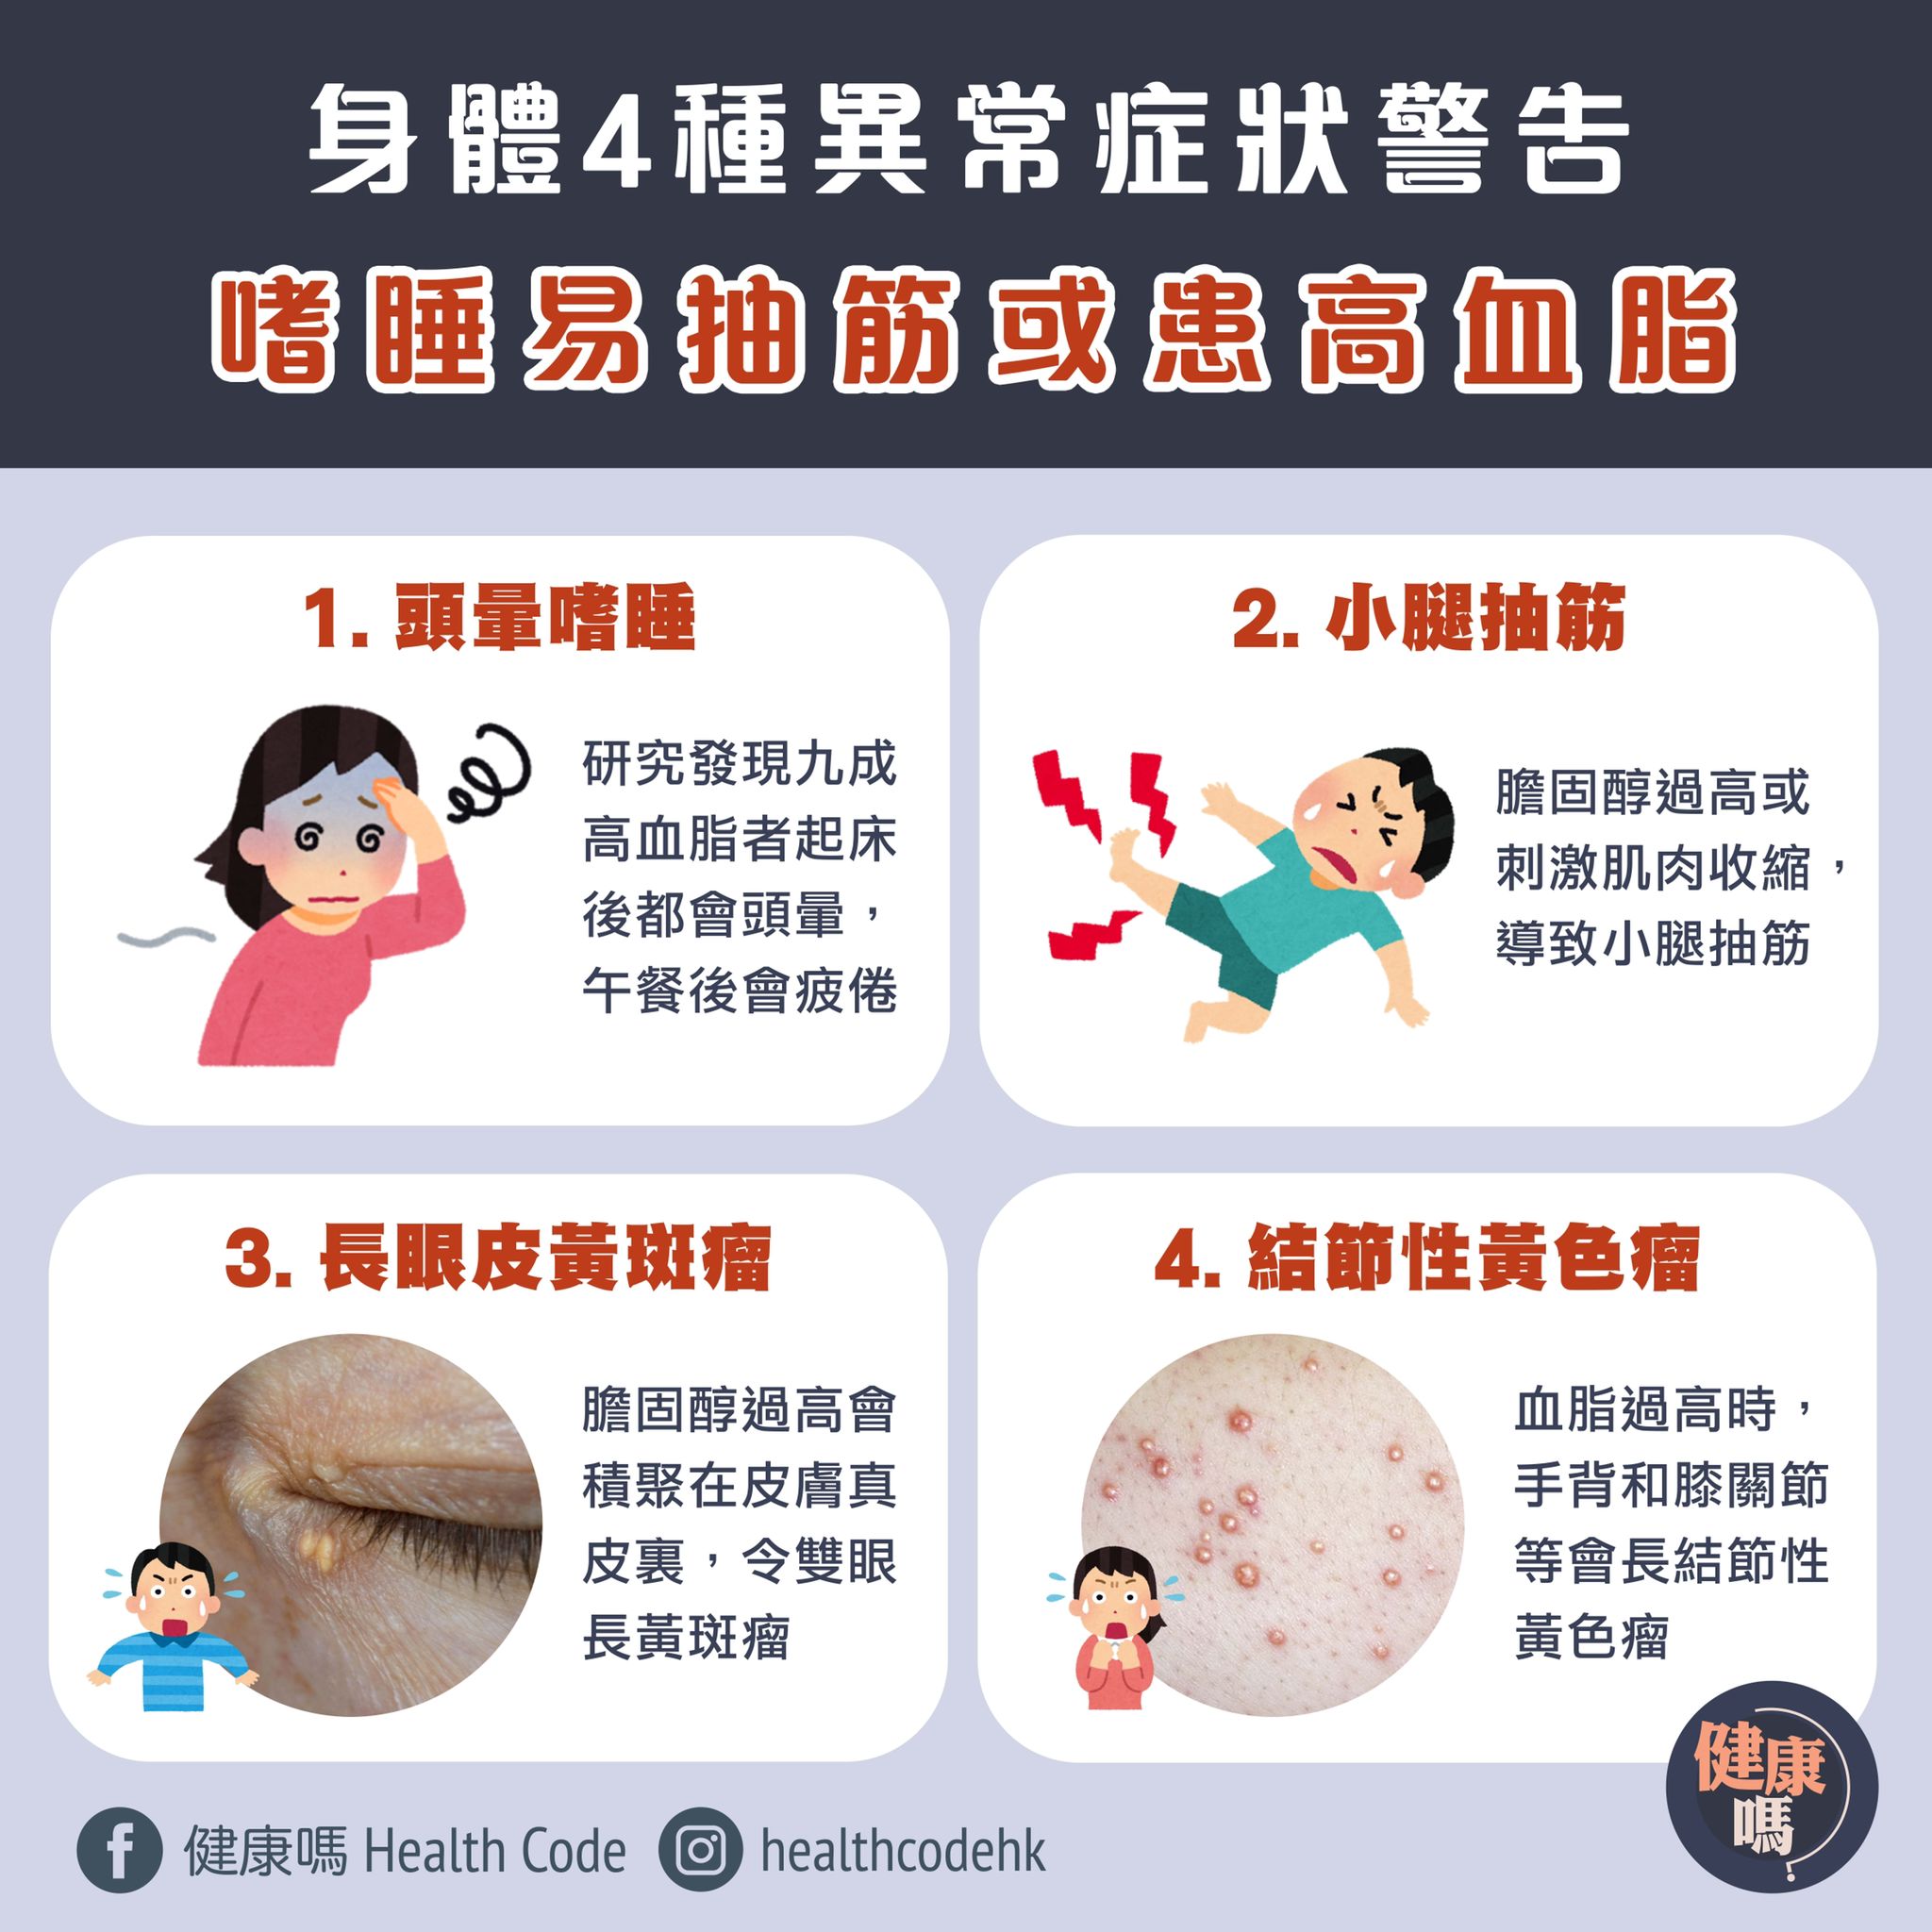 身體4種異常症狀警告
嗜睡易抽筋或患高血脂
1. 頭暈嗜睡
研究發現九成
高血脂者起床
後都會頭暈，
午餐後會疲倦
2. 小腿抽筋
膽固醇過高或
刺激肌肉收縮，
導致小腿抽筋
3. 長眼皮黃斑瘤
膽固醇過高會
積聚在皮膚真
皮裏，令雙眼
長黃斑瘤
4. 結節性黃色瘤
血脂過高時，
手背和膝關節
等會長結節性
黃色瘤
健康嗎 Health Code
healthcodehk
健康
嗎?